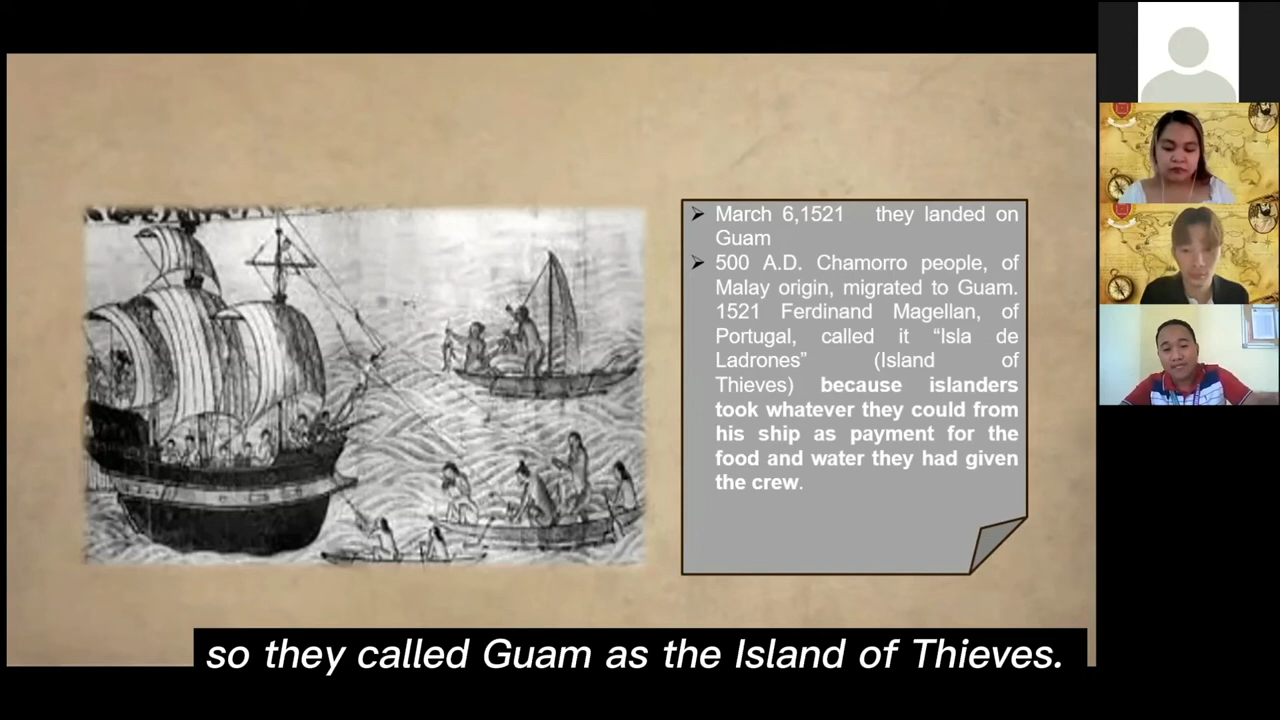 March 6,1521 they landed on
Guam
500 A.D. Chamorro people, of
Malay origin, migrated to Guam.
1521 Ferdinand Magellan, of
Portugal, called it “Isla de
Ladrones” (Island of
Thieves) because islanders
took whatever they could from
his ship as payment for the
food and water they had given
the crew.
so they called Guam as the Island of Thieves.